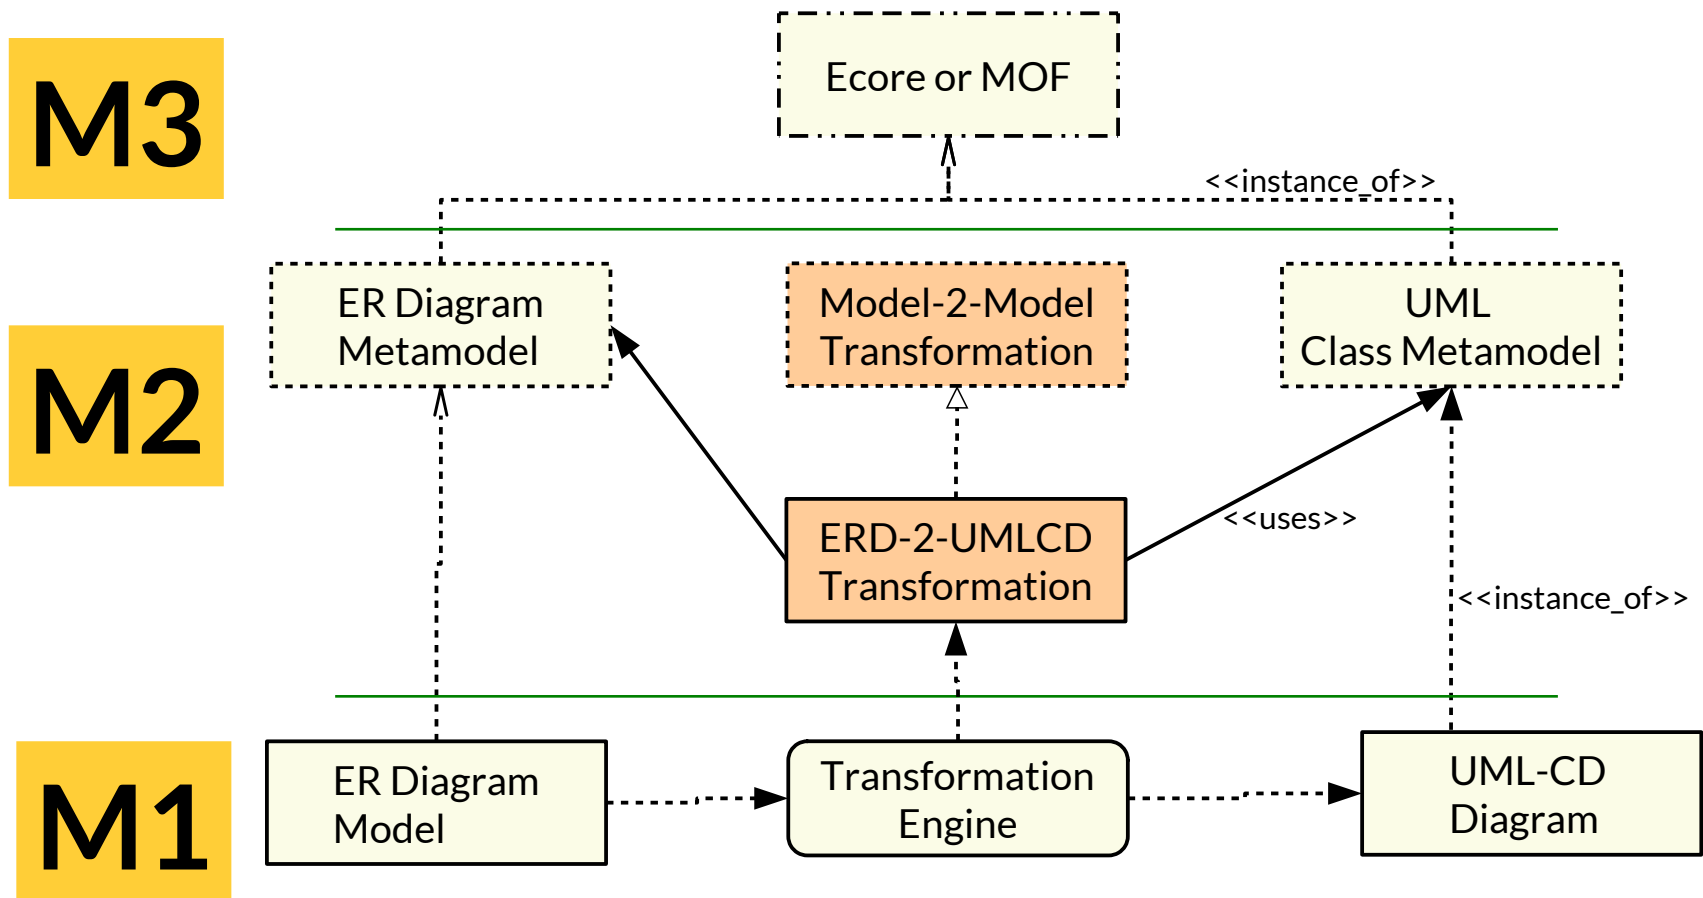 M3
Ecore or MOF
<<instance_of>>
M2
ER Diagram
Metamodel
Model-2-Model
Transformation
UML
Class Metamodel
ERD-2-UMLCD
Transformation
<<uses>>
<<instance_of>>
M1
ER Diagram
Model
Transformation
Engine
UML-CD
Diagram